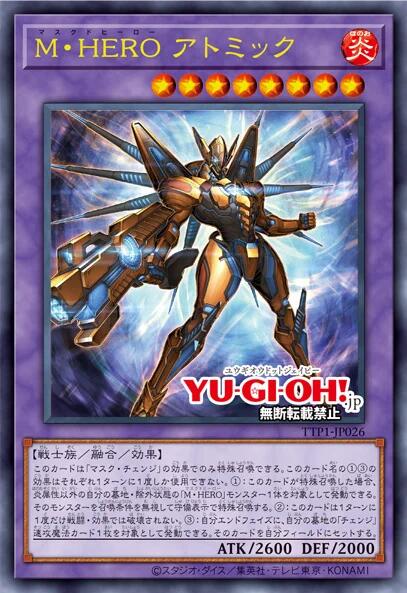 マスクドヒーロー
M・HERO アトミック
ほのお
炎
ユウギオウドットジェイピー
YU-GI-OH!.jp
無断転載禁止
TTP1-JP026
【戦士族／融合／効果】
このカードは「マスク・チェンジ」の効果でのみ特殊召喚できる。このカード名の①③の
効果はそれぞれ1ターンに1度しか使用できない。①：このカードが特殊召喚した場合、
炎属性以外の自分の墓地・除外状態の「M・HERO」モンスター1体を対象として発動できる。
そのモンスターを召喚条件を無視して守備表示で特殊召喚する。②：このカードは1ターンに
1度だけ戦闘・効果では破壊されない。③：自分エンドフェイズに、自分の墓地の「チェンジ」
速攻魔法カード1枚を対象として発動できる。そのカードを自分フィールドにセットする。
ATK/2600 DEF/2000
©スタジオ・ダイス／集英社・テレビ東京・KONAMI